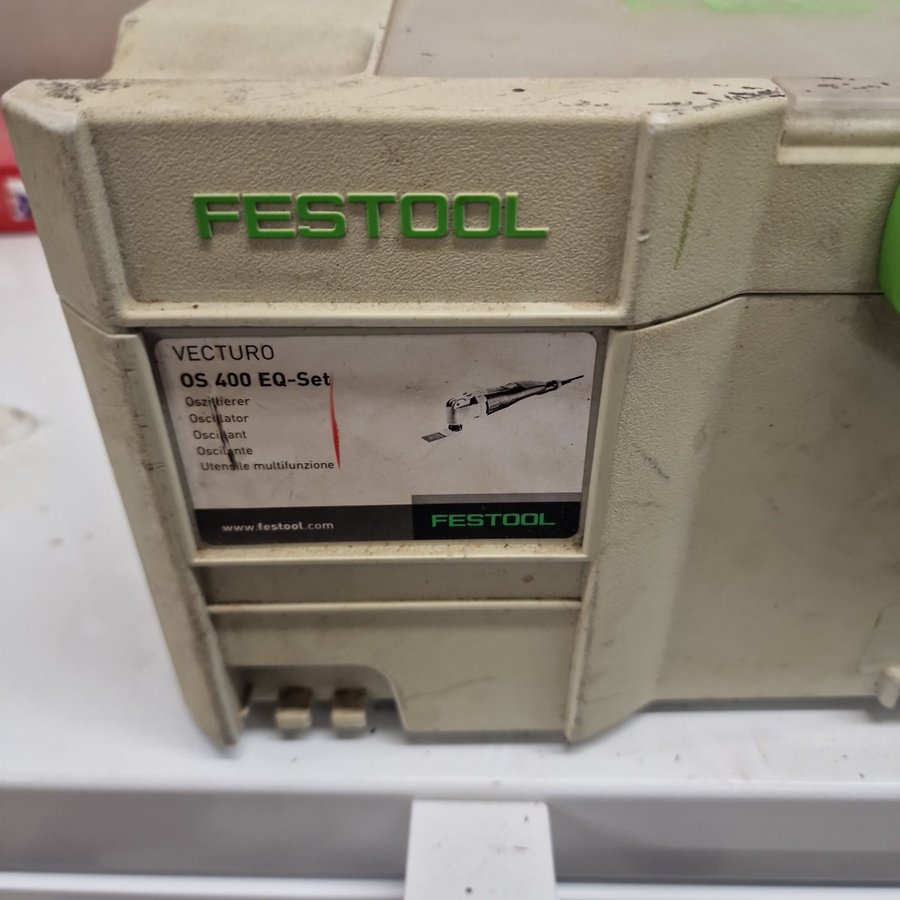 FESTOOL
VECTURO
OS 400 EQ-Set
Oszillierer
Oscillator
Oscillant
Oscilante
Utensile multifunzione
www.festool.com
FESTOOL